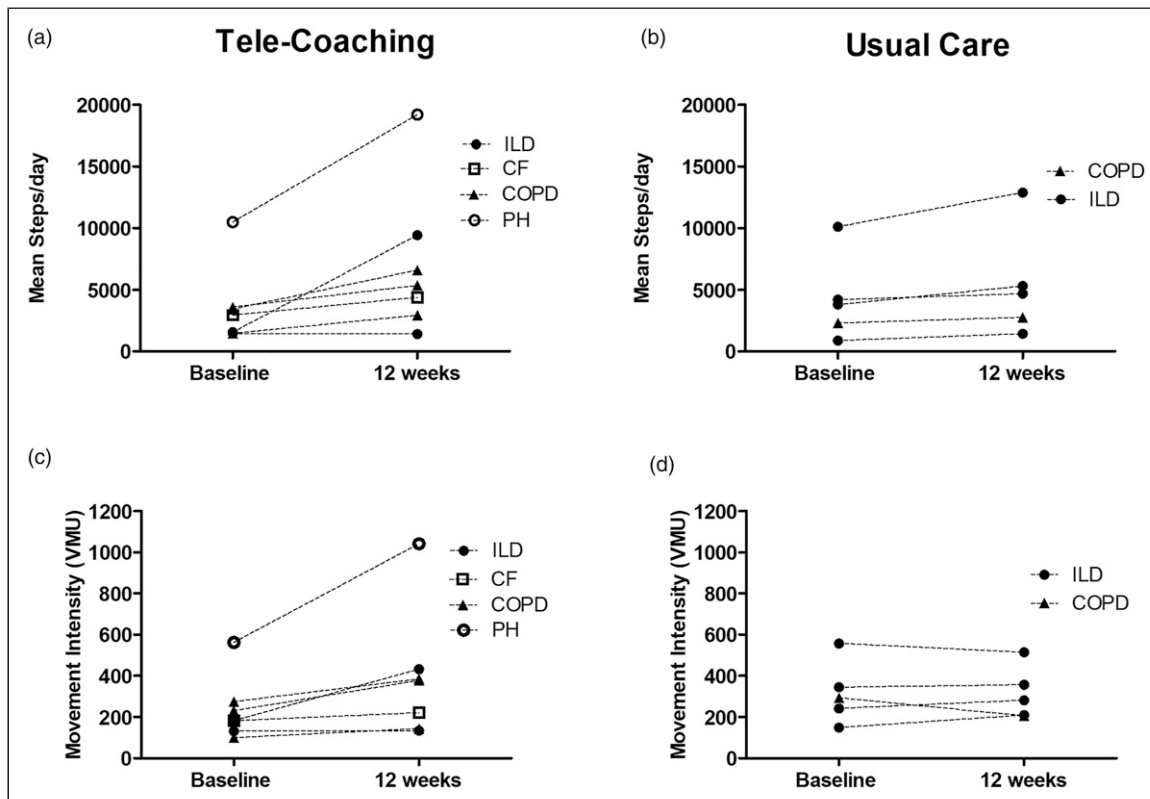 (a)
Tele-Coaching
Mean Steps/day
20000
15000
10000
5000
0
Baseline
12 weeks
ILD
CF
COPD
PH
(b)
Usual Care
Mean Steps/day
20000
15000
10000
5000
0
Baseline
12 weeks
COPD
ILD
(c)
Movement Intensity (VMU)
1200
1000
800
600
400
200
0
Baseline
12 weeks
ILD
CF
COPD
PH
(d)
Movement Intensity (VMU)
1200
1000
800
600
400
200
0
Baseline
12 weeks
ILD
COPD